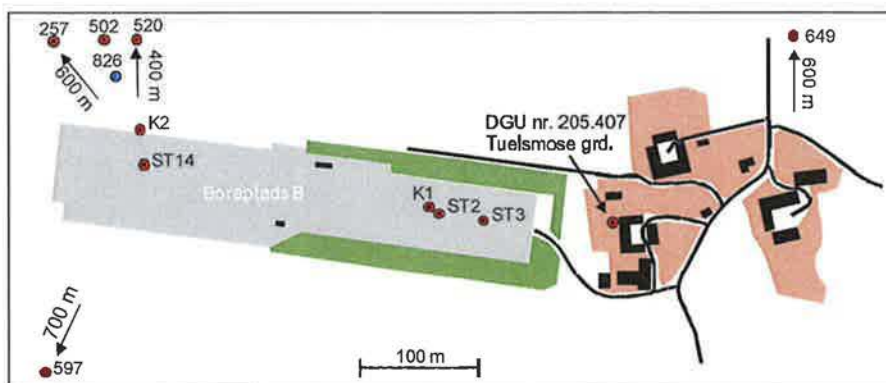 257
502
520
649
826
600 m
400 m
600 m
DGU nr. 205.407
Tuelsmose grd.
K2
ST14
Boreplads B
K1
ST2
ST3
700 m
597
100 m